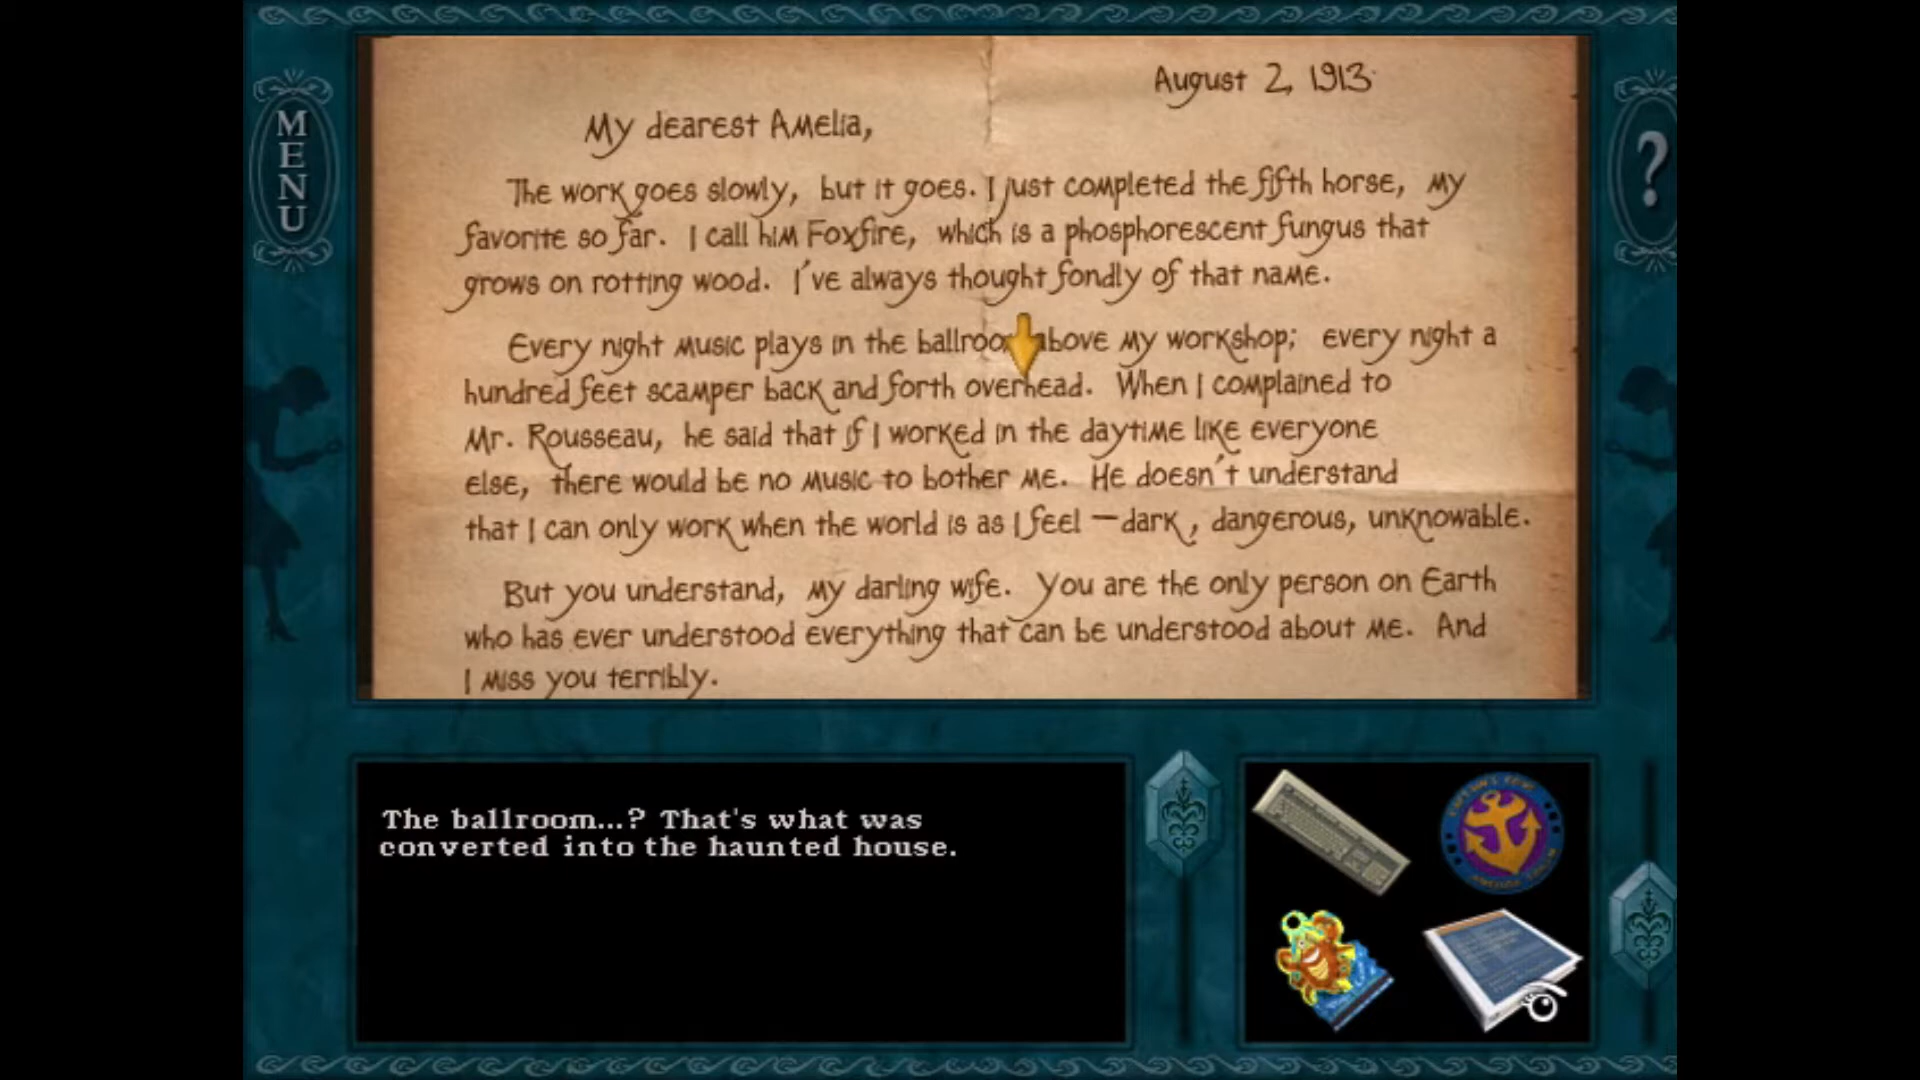 MENU
?
August 2, 1913
My dearest Amelia,
The work goes slowly, but it goes. I just completed the fifth horse, my
favorite so far. I call him Foxfire, which is a phosphorescent fungus that
grows on rotting wood. I've always thought fondly of that name.
Every night music plays in the ballroom above my workshop; every night a
hundred feet scamper back and forth overhead. When I complained to
Mr. Rousseau, he said that if I worked in the daytime like everyone
else, there would be no music to bother me. He doesn't understand
that I can only work when the world is as I feel — dark, dangerous, unknowable.
But you understand, my darling wife. You are the only person on Earth
who has ever understood everything that can be understood about me. And
I miss you terribly.
The ballroom...? That's what was
converted into the haunted house.